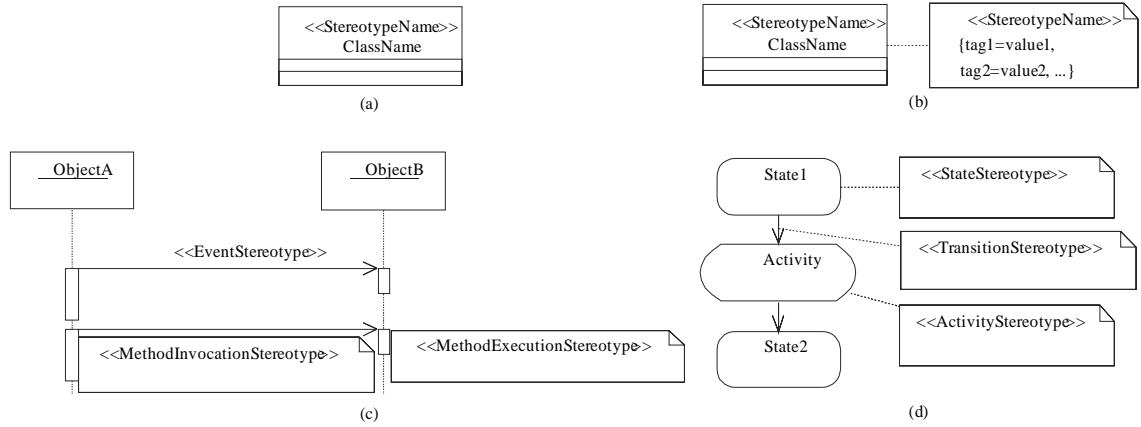 <<StereotypeName>>
ClassName
(a)
<<StereotypeName>>
ClassName
<<StereotypeName>>
{tag1=value1,
tag2=value2, ...}
(b)
ObjectA
ObjectB
<<EventStereotype>>
<<MethodInvocationStereotype>>
<<MethodExecutionStereotype>>
(c)
State1
<<StateStereotype>>
<<TransitionStereotype>>
Activity
<<ActivityStereotype>>
State2
(d)